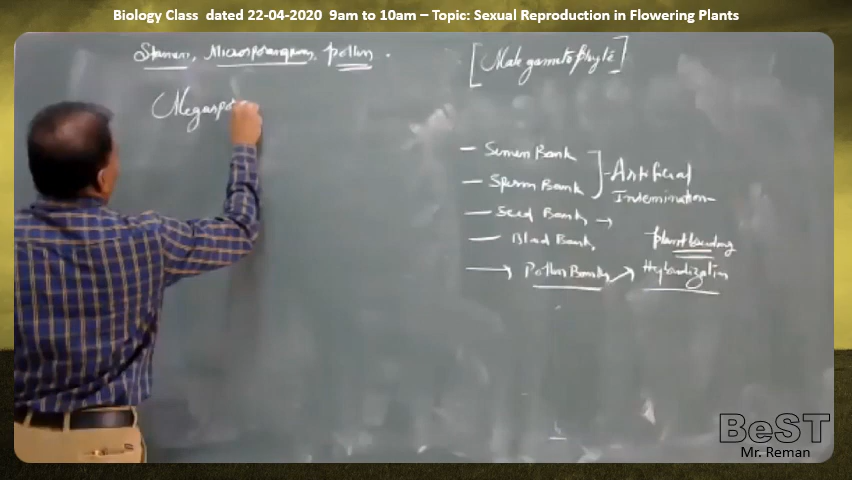 Biology Class dated 22-04-2020 9am to 10am – Topic: Sexual Reproduction in Flowering Plants
Stamen, Microsporangium, pollen.
[Male gametophyte]
Megaspo
- Semen Bank
- Sperm Bank
Artificial
Insemination
- Seed Bank →
- Blood Bank,
→ Pollen Bank →
Plant breeding
Hybridization
BeST
Mr. Reman